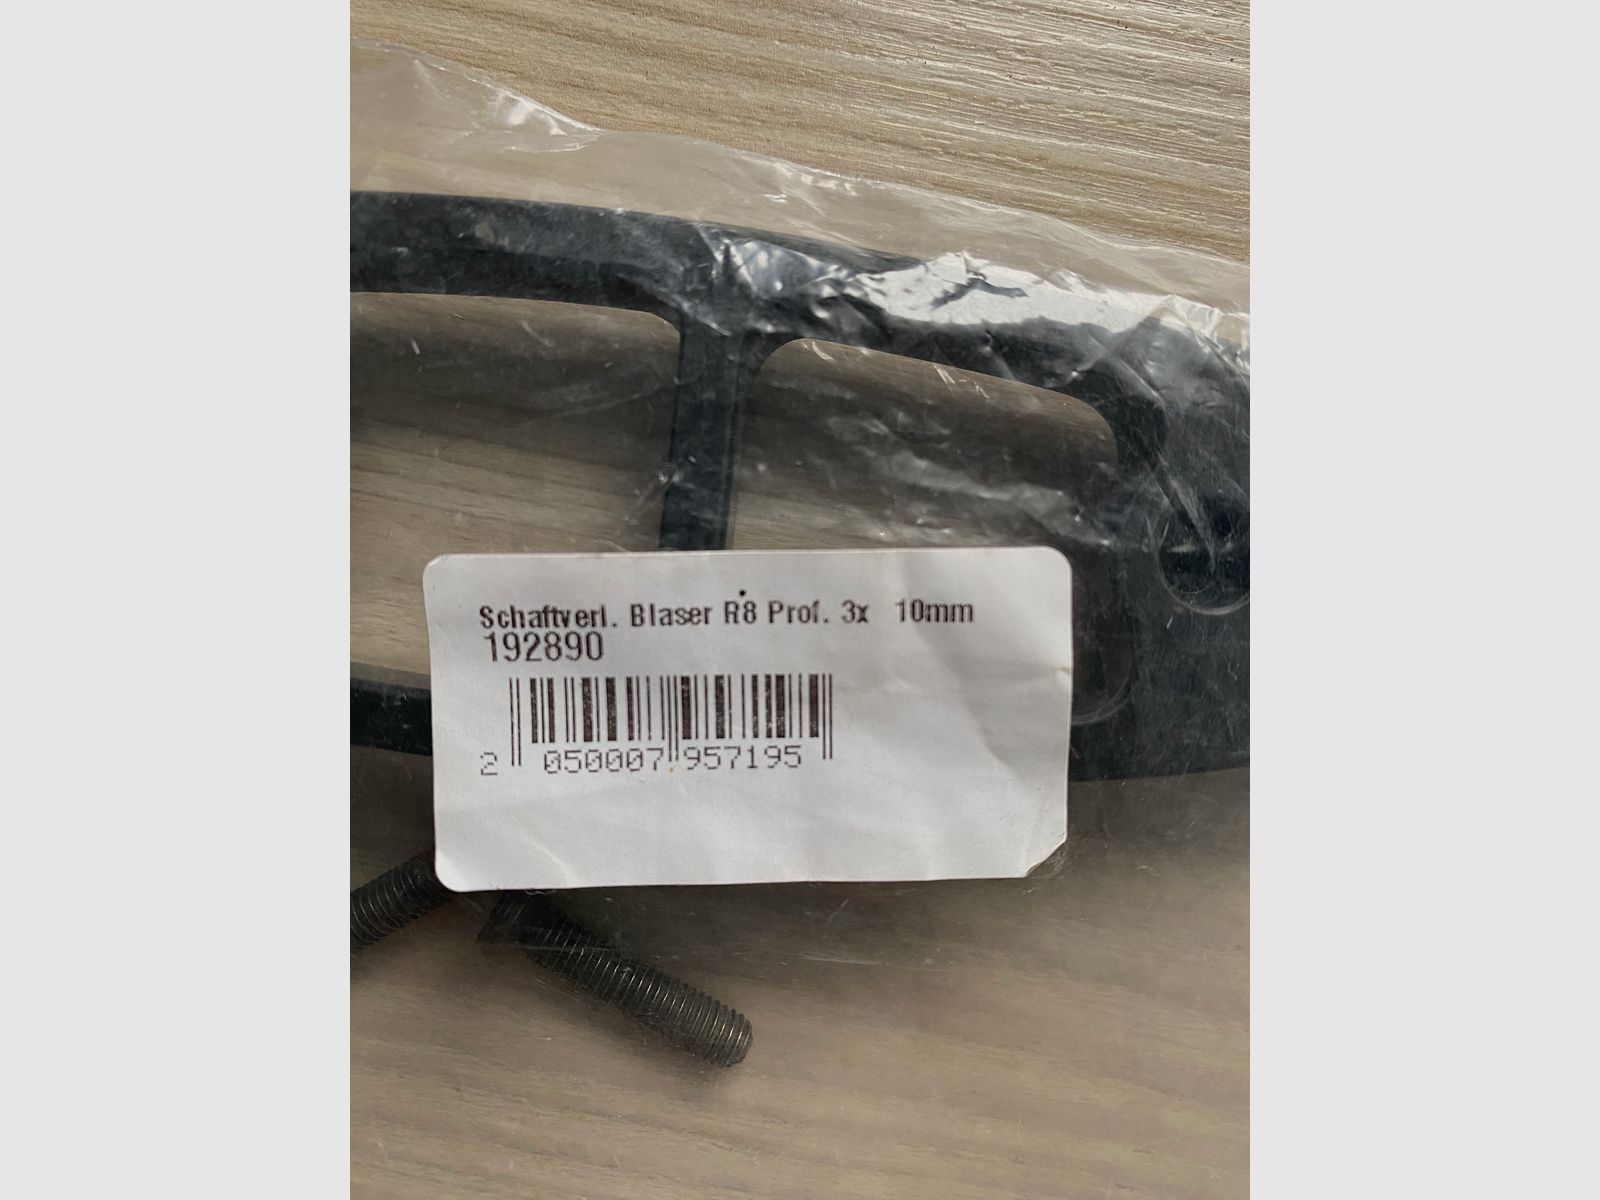 Schaftverl. Blaser R8 Prof. 3x 10mm
192890
2 050007 957195